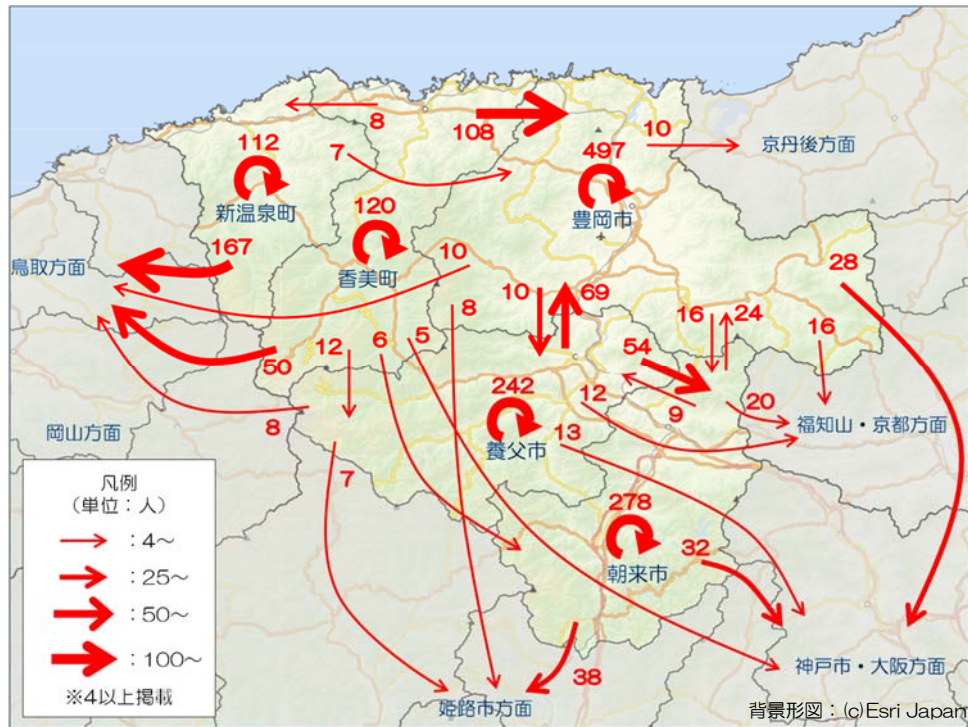 8
108
10
京丹後方面
7
112
497
新温泉町
120
豊岡市
167
鳥取方面
香美町
10
28
10
69
8
16
24
16
12
6
5
54
50
242
12
20
9
福知山・京都方面
岡山方面
8
養父市
13
7
278
32
朝来市
凡例
(単位:人)
:4~
:25~
:50~
:100~
※4以上掲載
38
神戸市・大阪方面
姫路市方面
背景形図:(c)Esri Japan